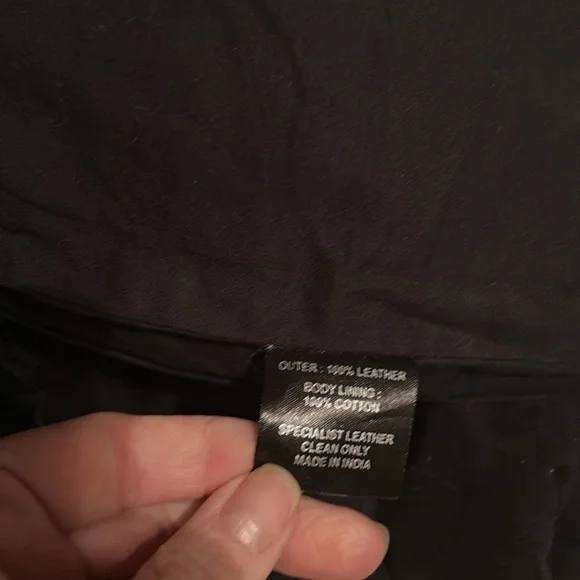 OUTER : 100% LEATHER
BODY LINING :
100% COTTON
SPECIALIST LEATHER
CLEAN ONLY
MADE IN INDIA